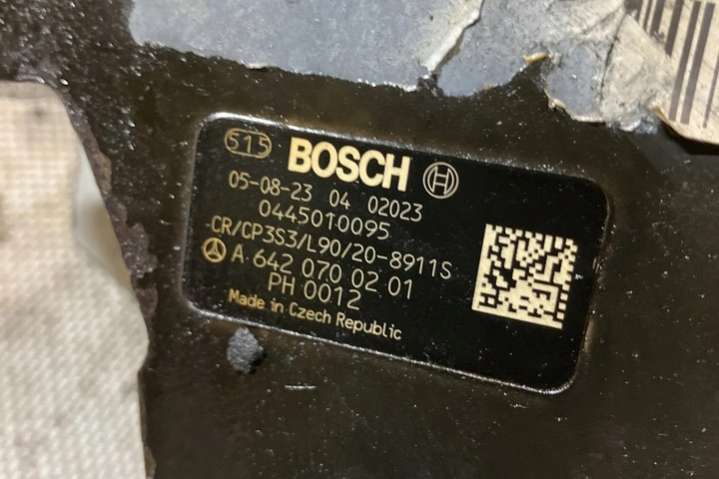 515 BOSCH
05-08-23 04 02023
0445010095
CR/CP3S3/L90/20-8911S
A 642 070 02 01
PH 0012
Made in Czech Republic